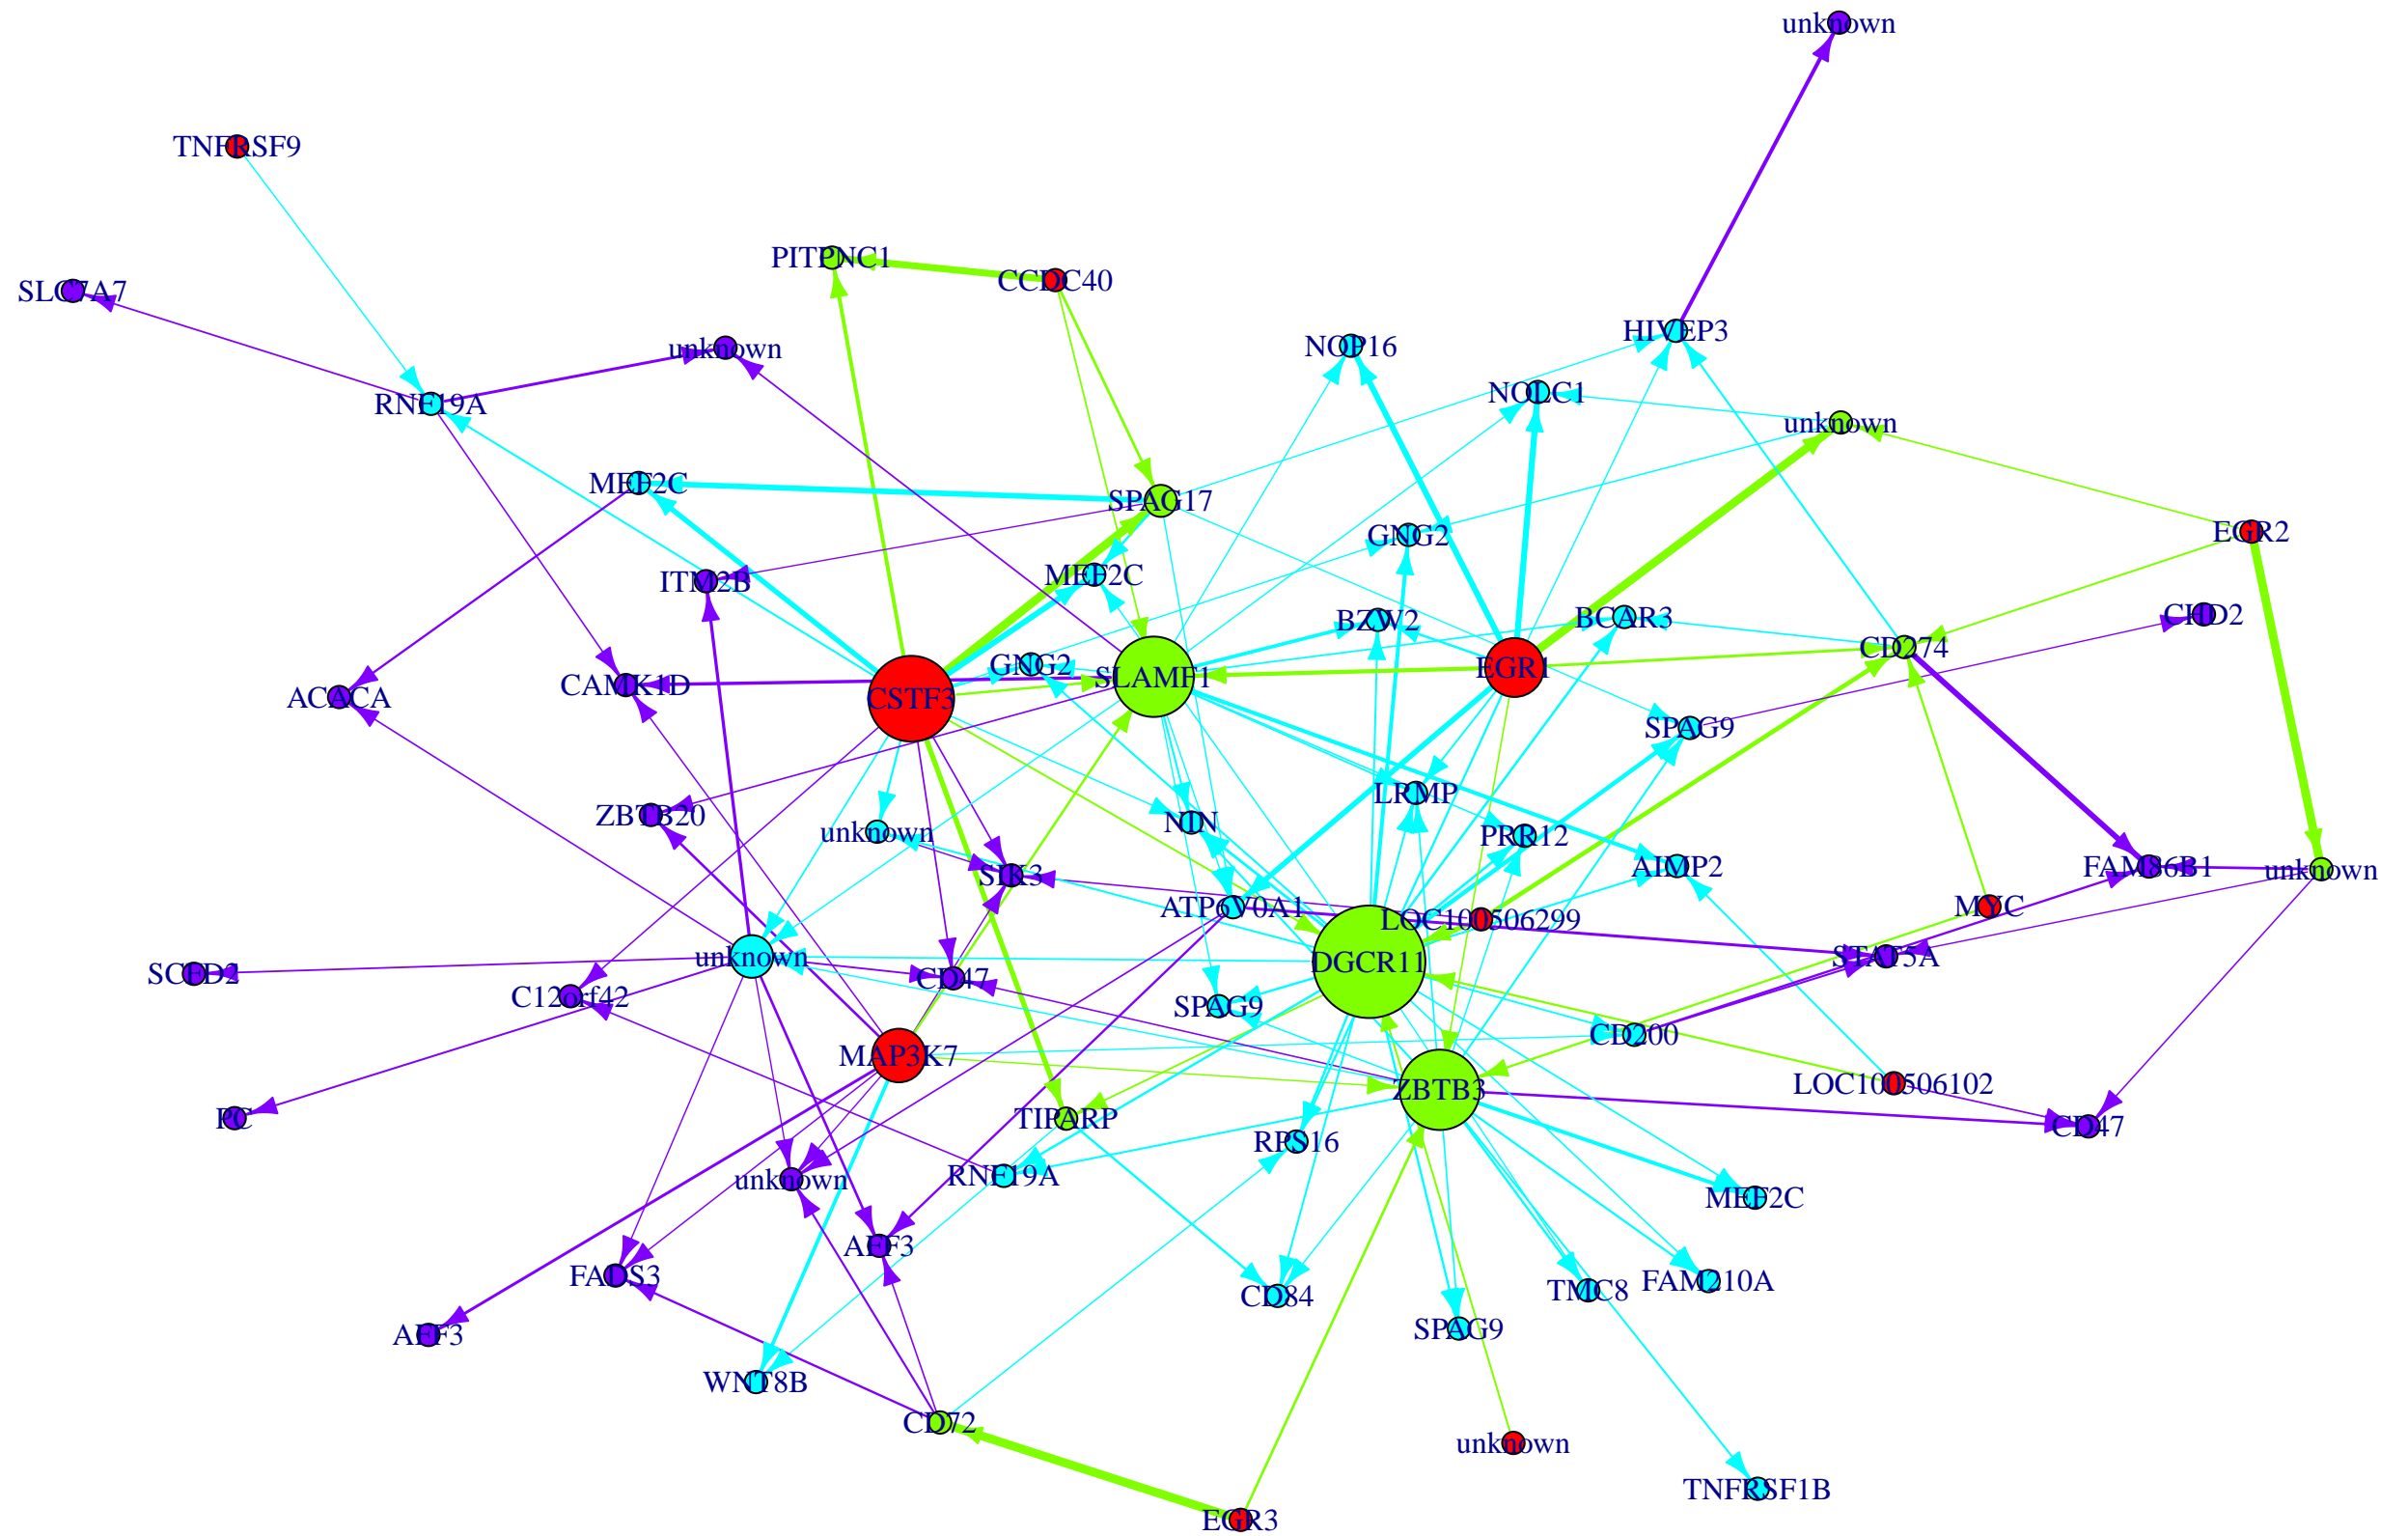 unknown
TNFRSF9
PITPNC1
CCDC40
SLC7A7
HIVEP3
NOP16
unknown
NOLC1
RNF19A
unknown
MEF2C
SPAG17
EGR2
GNG2
MEF2C
ITM2B
CHD2
BZW2
BCAR3
CD274
GNG2
EGR1
SLAMF1
CAMK1D
ACACA
CSTF3
SPAG9
LRMP
ZBTB20
NIN
unknown
PRR12
AIMP2
FAM86B1
unknown
SIK3
ATP6V0A1
MYC
LOC100506299
unknown
STAT5A
DGCR11
SCFD2
CD47
C12orf42
SPAG9
CD200
MAP3K7
LOC100506102
ZBTB3
PC
TIPARP
CD47
RPS16
RNF19A
unknown
MEF2C
AFF3
FADS3
FAM210A
TMC8
CD84
SPAG9
AFF3
WNT8B
CD72
unknown
TNFRSF1B
EGR3